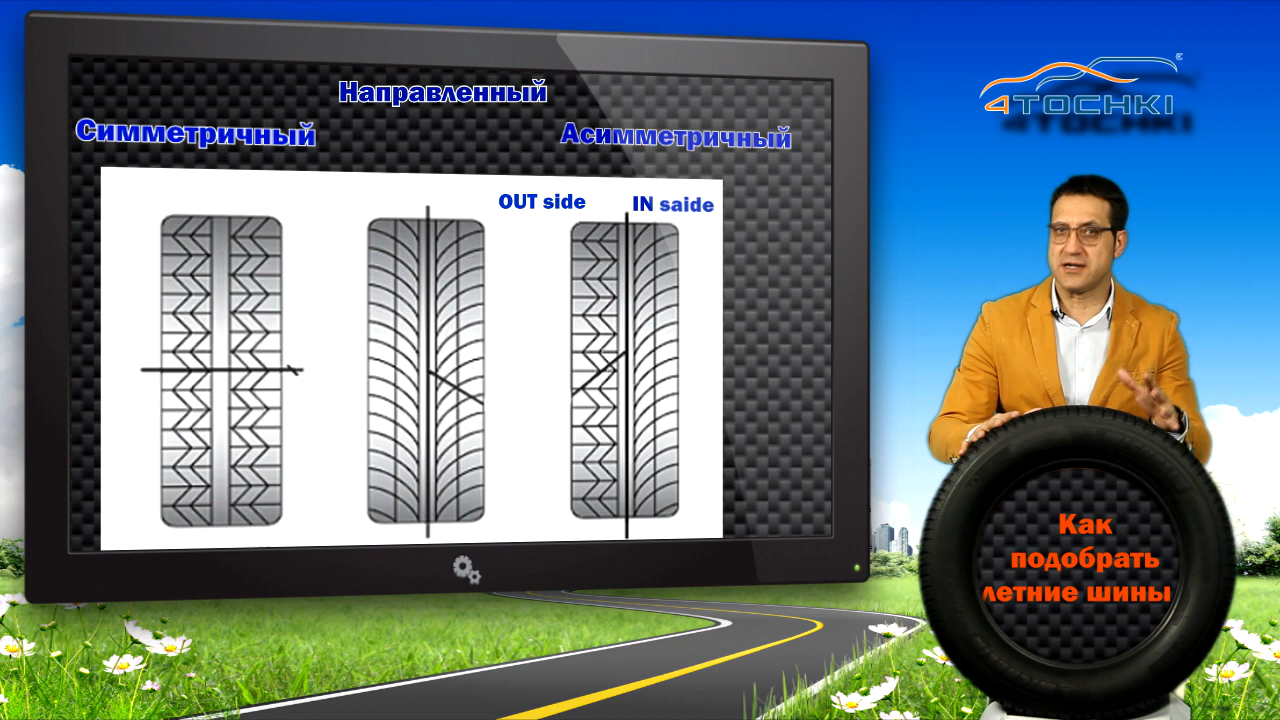 Направленный
Симметричный
Асимметричный
OUT side
IN saide
4TOCHKI
Как
подобрать
летние шины